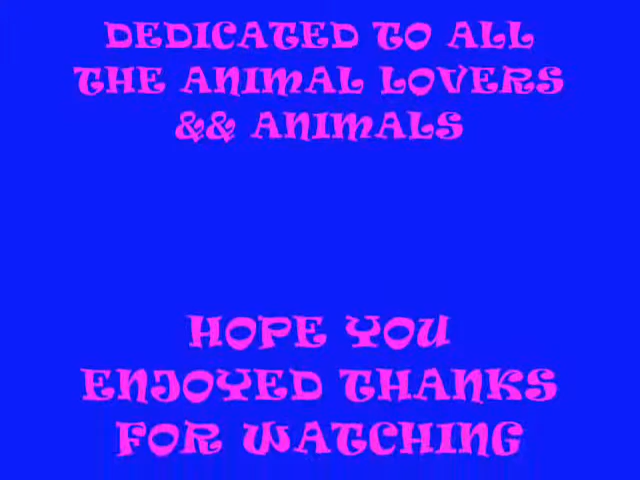 DEDICATED TO ALL
THE ANIMAL LOVERS
&& ANIMALS
HOPE YOU
ENJOYED THANKS
FOR WATCHING